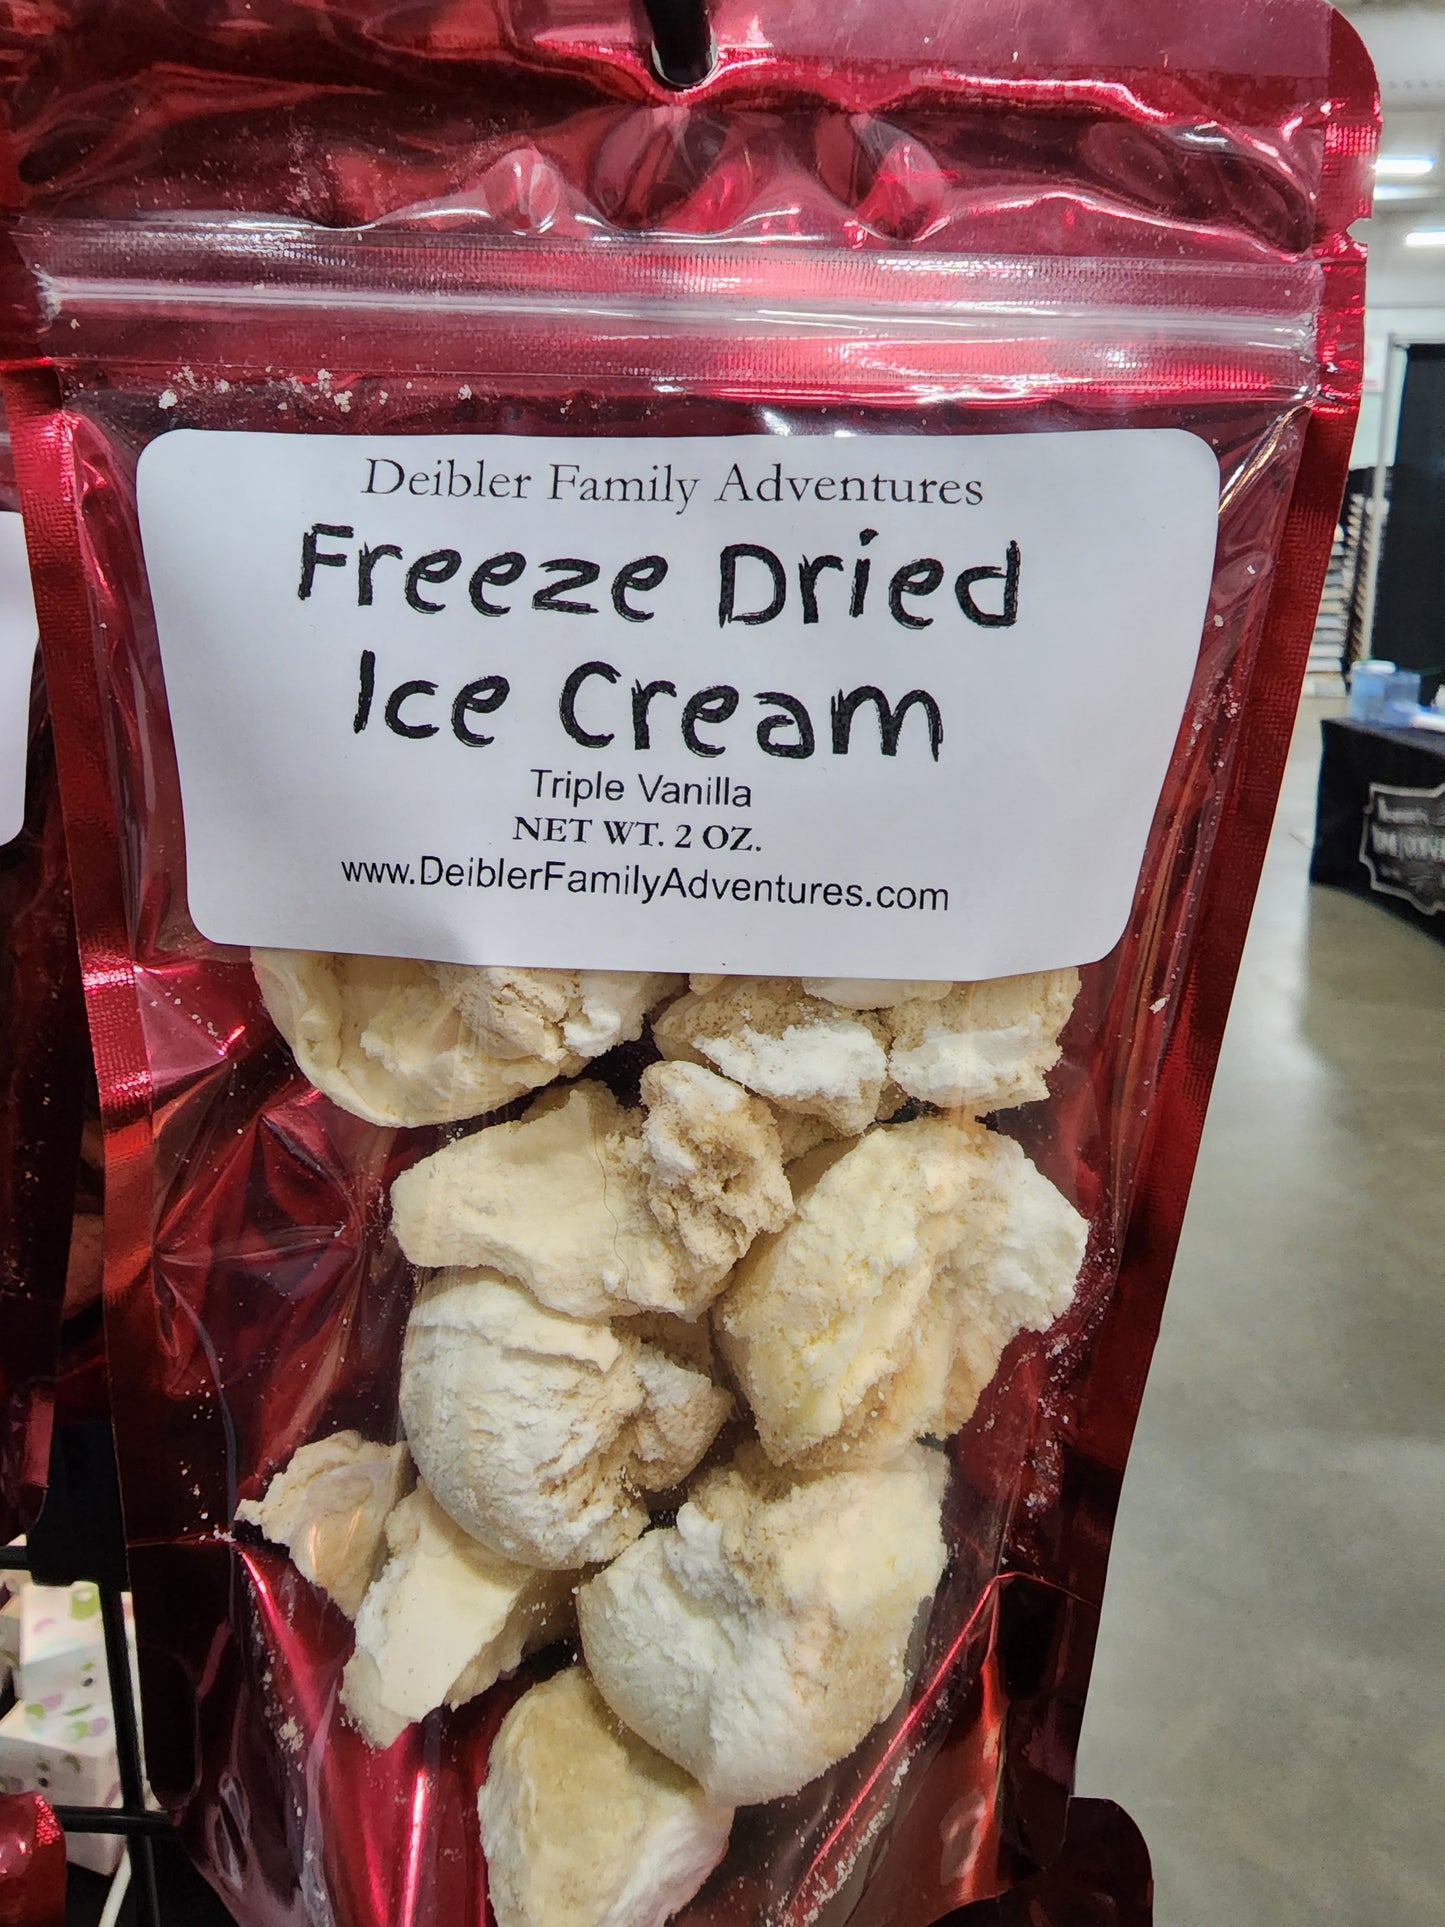 Deibler Family Adventures
Freeze Dried
Ice Cream
Triple Vanilla
NET WT. 2 OZ.
www.DeiblerFamilyAdventures.com